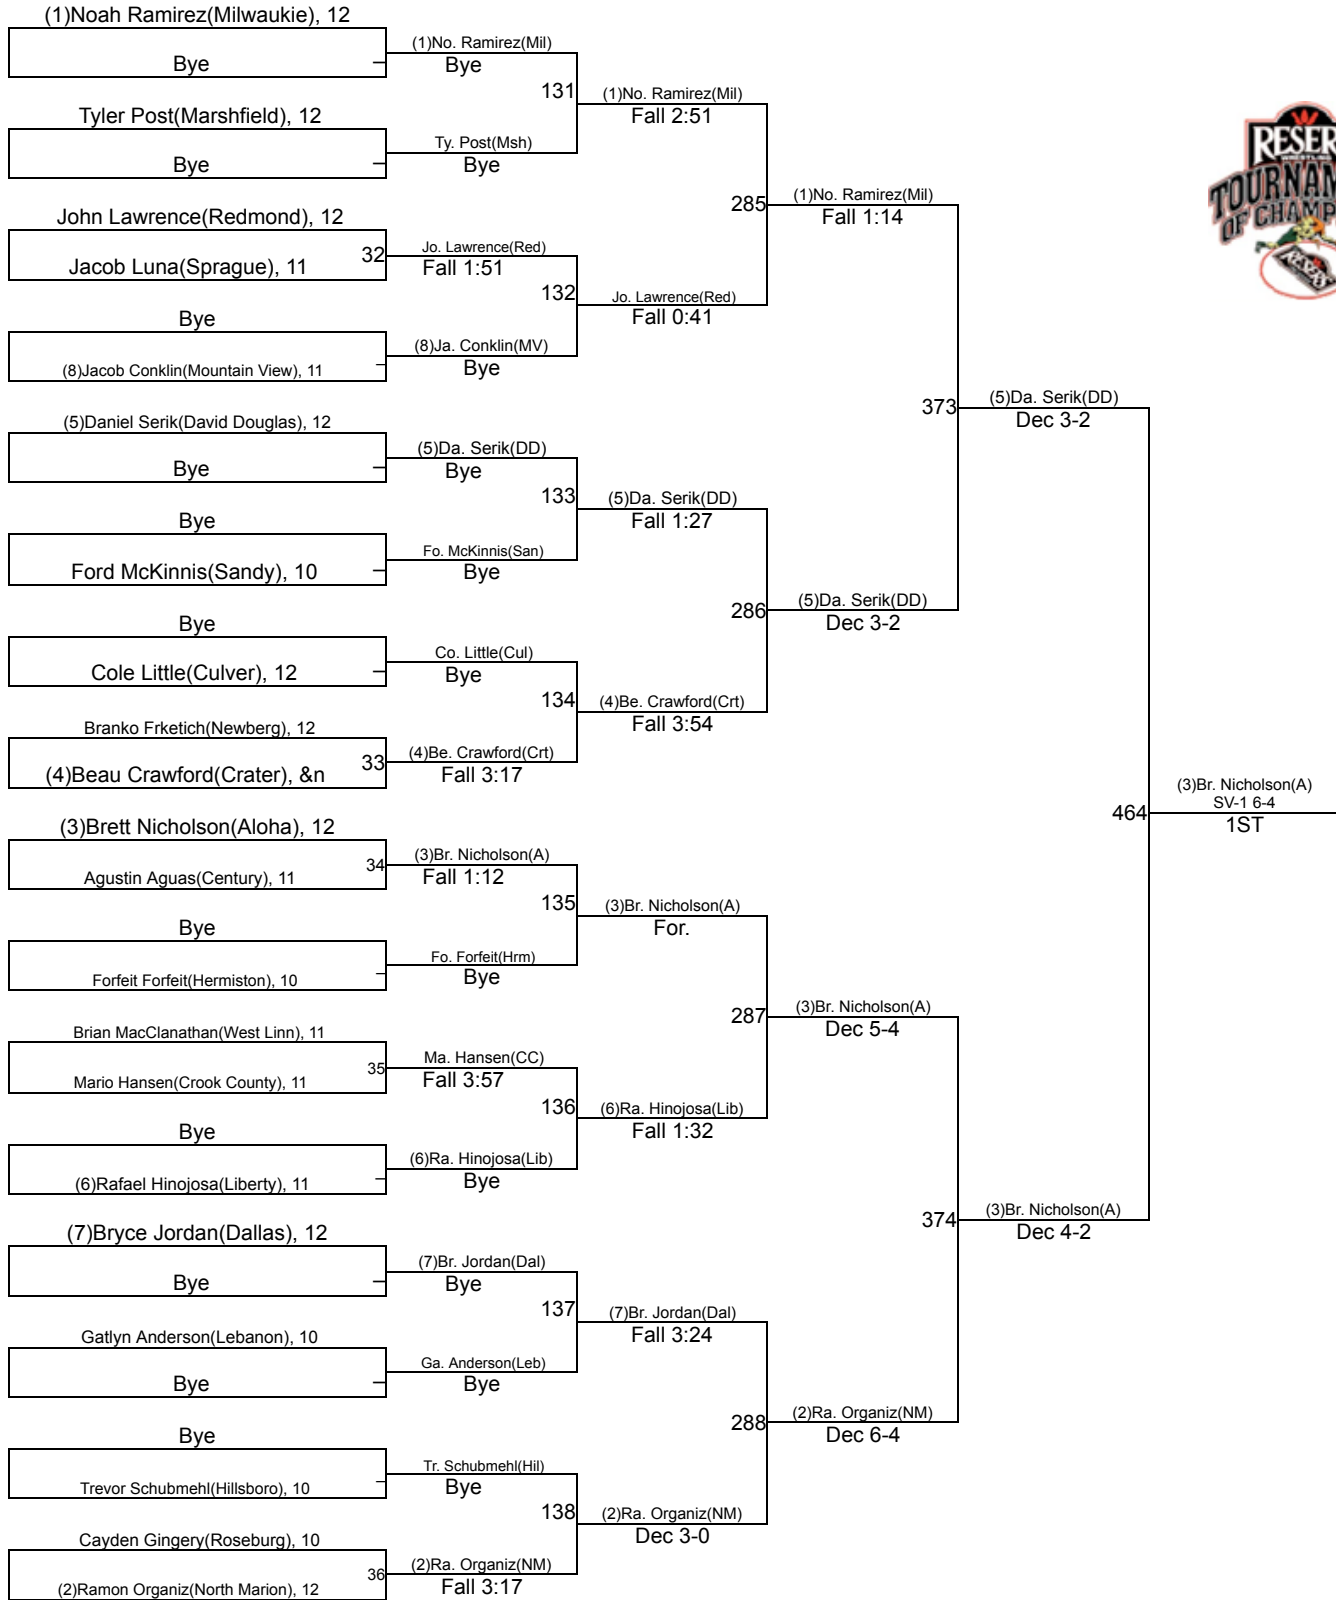 (1)Noah Ramirez(Milwaukie), 12
Bye
Tyler Post(Marshfield), 12
Bye
John Lawrence(Redmond), 12
32
Jacob Luna(Sprague), 11
Bye
(8)Jacob Conklin(Mountain View), 11
(5)Daniel Serik(David Douglas), 12
Bye
Bye
Ford McKinnis(Sandy), 10
Bye
Cole Little(Culver), 12
Branko Frketich(Newberg), 12
33
(4)Beau Crawford(Crater), &n
(3)Brett Nicholson(Aloha), 12
34
Agustin Aguas(Century), 11
Bye
Forfeit Forfeit(Hermiston), 10
Brian MacClanathan(West Linn), 11
35
Mario Hansen(Crook County), 11
Bye
(6)Rafael Hinojosa(Liberty), 11
(7)Bryce Jordan(Dallas), 12
Bye
Gatlyn Anderson(Lebanon), 10
Bye
Bye
Trevor Schubmehl(Hillsboro), 10
Cayden Gingery(Roseburg), 10
36
(2)Ramon Organiz(North Marion), 12
(1)No. Ramirez(Mil)
Bye
131
Ty. Post(Msh)
Bye
Jo. Lawrence(Red)
Fall 1:51
132
(8)Ja. Conklin(MV)
Bye
(5)Da. Serik(DD)
Bye
133
Fo. McKinnis(San)
Bye
Co. Little(Cul)
Bye
134
(4)Be. Crawford(Crt)
Fall 3:17
(3)Br. Nicholson(A)
Fall 1:12
135
Fo. Forfeit(Hrm)
Bye
Ma. Hansen(CC)
Fall 3:57
136
(6)Ra. Hinojosa(Lib)
Bye
(7)Br. Jordan(Dal)
Bye
137
Ga. Anderson(Leb)
Bye
Tr. Schubmehl(Hil)
Bye
138
(2)Ra. Organiz(NM)
Fall 3:17
(1)No. Ramirez(Mil)
Fall 2:51
285
Jo. Lawrence(Red)
Fall 0:41
(5)Da. Serik(DD)
Fall 1:27
286
(4)Be. Crawford(Crt)
Fall 3:54
(3)Br. Nicholson(A)
For.
287
(6)Ra. Hinojosa(Lib)
Fall 1:32
(7)Br. Jordan(Dal)
Fall 3:24
288
(2)Ra. Organiz(NM)
Dec 3-0
(1)No. Ramirez(Mil)
Fall 1:14
373
(5)Da. Serik(DD)
Dec 3-2
(3)Br. Nicholson(A)
Dec 5-4
374
(2)Ra. Organiz(NM)
Dec 6-4
(5)Da. Serik(DD)
Dec 3-2
464
(3)Br. Nicholson(A)
Dec 4-2
(3)Br. Nicholson(A)
SV-1 6-4
1ST
RESER
TOURNAM
OF CHAMP